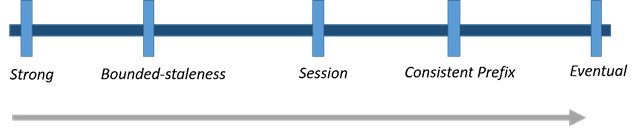 Strong
Bounded-staleness
Session
Consistent Prefix
Eventual